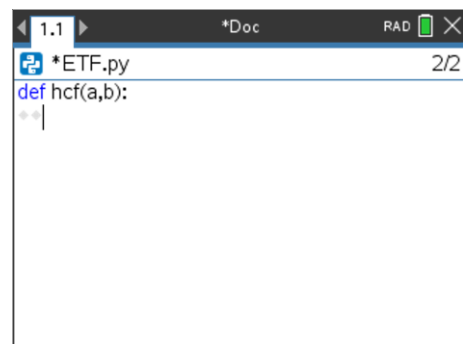 1.1 *Doc RAD
*ETF.py 2/2
def hcf(a,b):